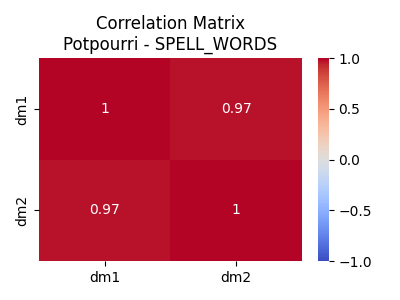 Correlation Matrix
Potpourri - SPELL_WORDS
dm1
1
0.97
dm2
0.97
1
dm1
dm2
1.0
0.5
0.0
−0.5
−1.0